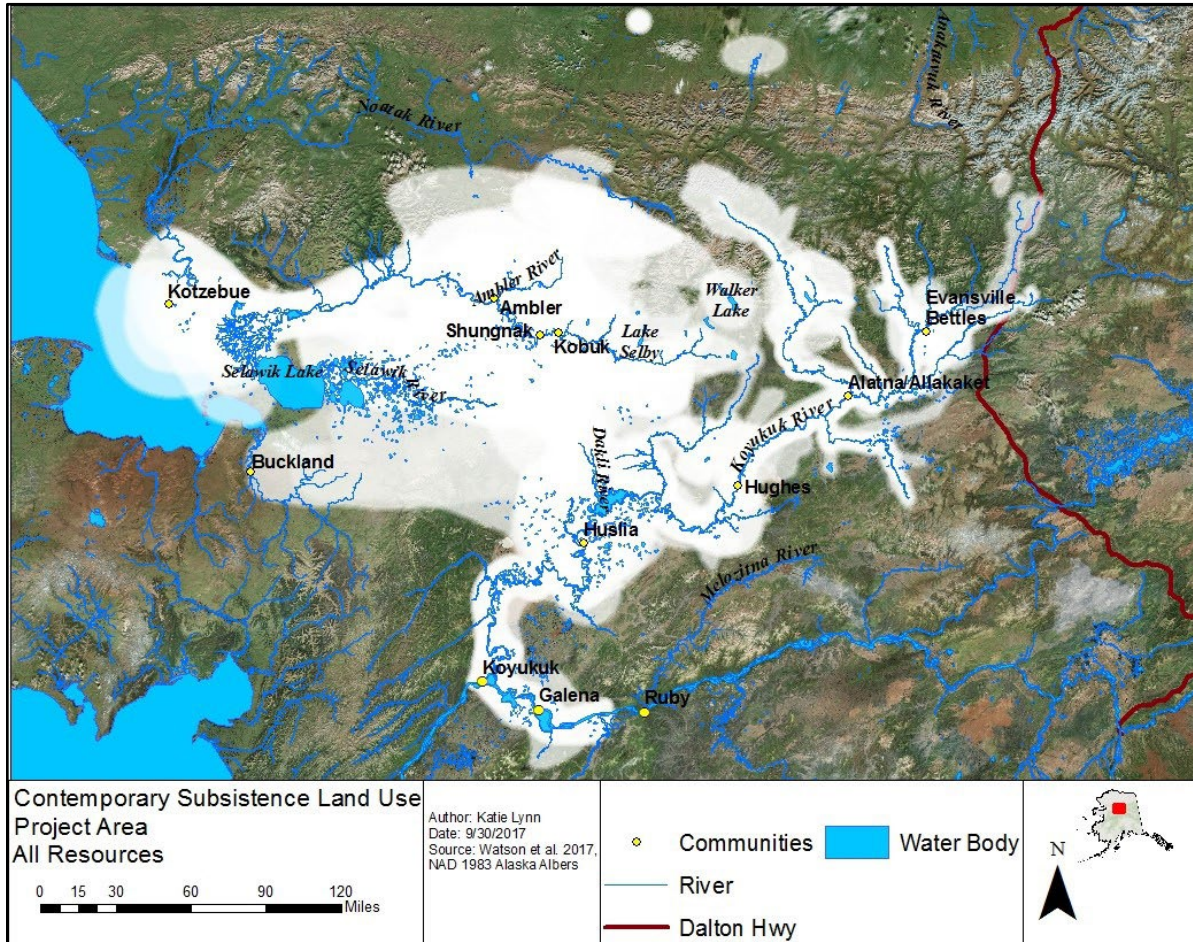 Anaktuvuk River
Noatak River
Kotzebue
Ambler River
Ambler
Shungnak
Kobuk
Walker
Lake
Lake
Selby
Evansville
Bettles
Selawik Lake
Selawik
River
Alatna/Allakaket
Koyukuk River
Buckland
Dakli River
Hughes
Huslia
Melozitna River
Koyukuk
Galena
Ruby
Contemporary Subsistence Land Use
Project Area
All Resources
0 15 30 60 90 120
Miles
Author: Katie Lynn
Date: 9/30/2017
Source: Watson et al. 2017,
NAD 1983 Alaska Albers
Communities
Water Body
River
Dalton Hwy
N